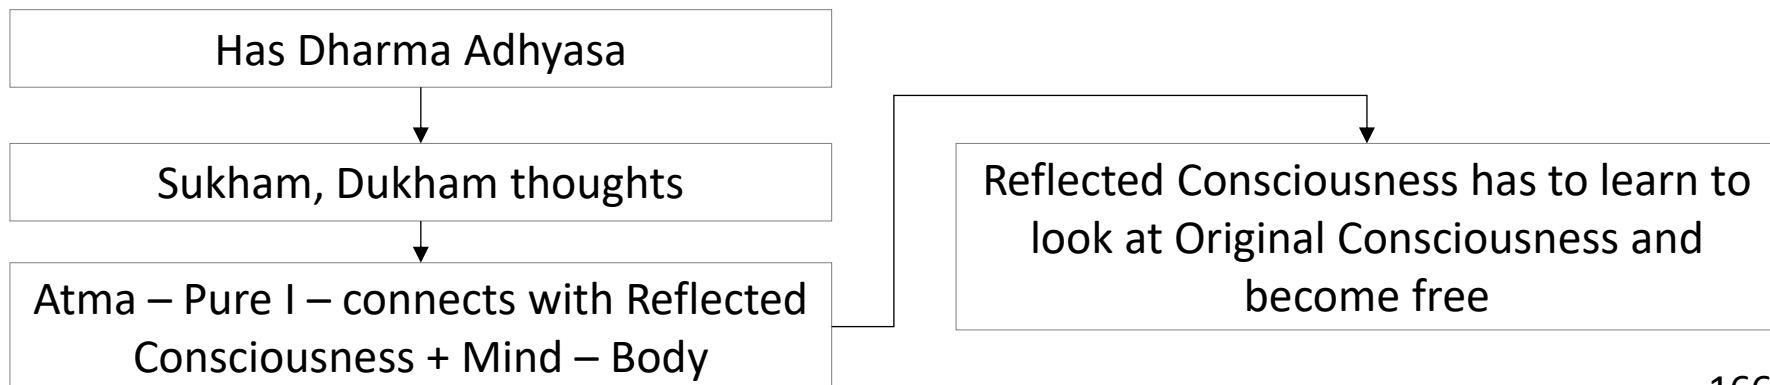 Has Dharma Adhyasa
Sukham, Dukham thoughts
Atma – Pure I – connects with Reflected
Consciousness + Mind – Body
Reflected Consciousness has to learn to
look at Original Consciousness and
become free